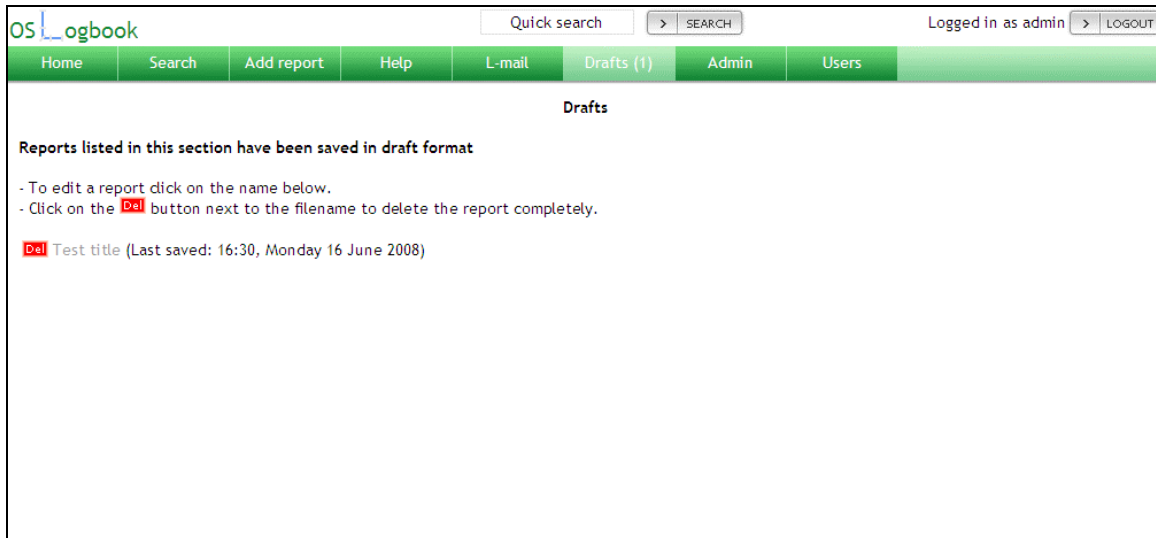 OS Logbook
Quick search
> SEARCH
Logged in as admin > LOGOUT
Home Search Add report Help L-mail Drafts (1) Admin Users
Drafts
Reports listed in this section have been saved in draft format
- To edit a report click on the name below.
- Click on the Del button next to the filename to delete the report completely.
Del Test title (Last saved: 16:30, Monday 16 June 2008)